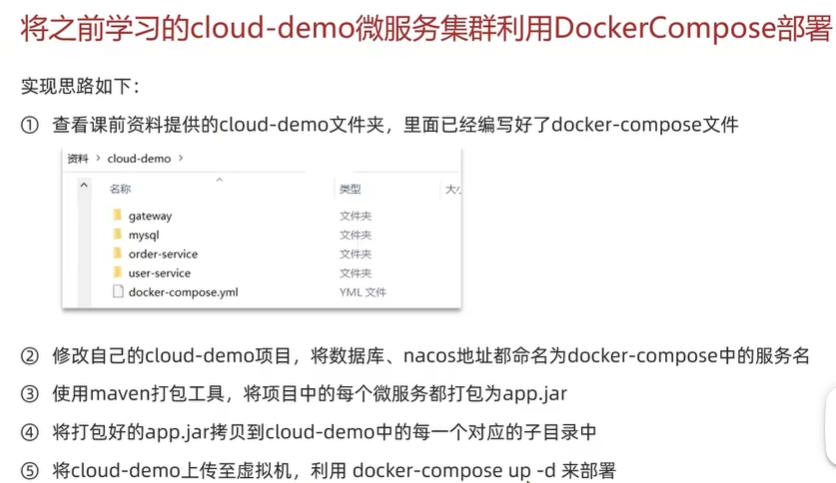 将之前学习的cloud-demo微服务集群利用DockerCompose部署
实现思路如下：
① 查看课前资料提供的cloud-demo文件夹，里面已经编写好了docker-compose文件
资料 > cloud-demo >
名称 类型
gateway 文件夹
mysql 文件夹
order-service 文件夹
user-service 文件夹
docker-compose.yml YML 文件
② 修改自己的cloud-demo项目，将数据库、nacos地址都命名为docker-compose中的服务名
③ 使用maven打包工具，将项目中的每个微服务都打包为app.jar
④ 将打包好的app.jar拷贝到cloud-demo中的每一个对应的子目录中
⑤ 将cloud-demo上传至虚拟机，利用 docker-compose up -d 来部署